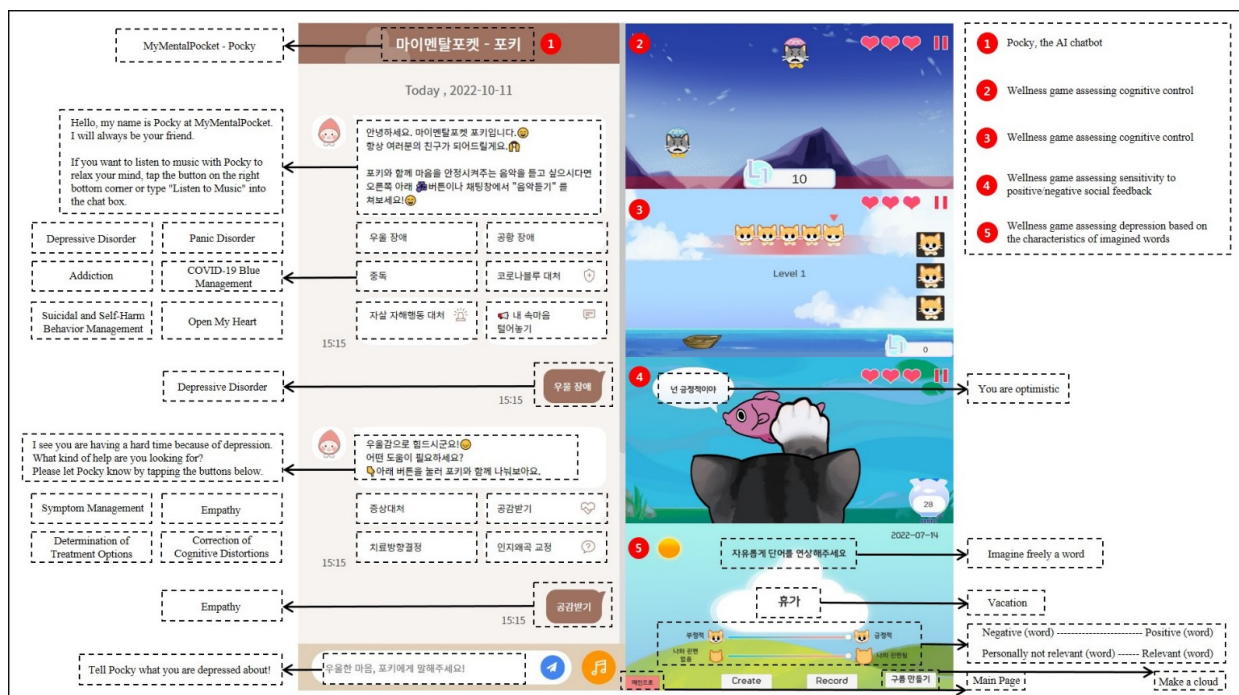 MyMentalPocket - Pocky
마이멘탈포켓 - 포키
1
Today , 2022-10-11
Hello, my name is Pocky at MyMentalPocket.
I will always be your friend.
If you want to listen to music with Pocky to
relax your mind, tap the button on the right
bottom corner or type "Listen to Music" into
the chat box.
안녕하세요. 마이멘탈포켓 포키입니다.😄
항상 여러분의 친구가 되어드릴게요.
포키와 함께 마음을 안정시켜주는 음악을 듣고 싶으시다면
오른쪽 아래 버튼이나 채팅창에서 "음악듣기" 를
쳐보세요!😄
Depressive Disorder
Panic Disorder
우울 장애
공황 장애
Addiction
COVID-19 Blue
Management
중독
코로나블루 대처
Suicidal and Self-Harm
Behavior Management
Open My Heart
자살 자해행동 대처
📢 내 속마음
털어놓기
15:15
Depressive Disorder
우울 장애
15:15
I see you are having a hard time because of depression.
What kind of help are you looking for?
Please let Pocky know by tapping the buttons below.
우울감으로 힘드시군요!
어떤 도움이 필요하세요?
👇아래 버튼을 눌러 포키와 함께 나눠보아요.
Symptom Management
Empathy
증상대처
공감받기
Determination of
Treatment Options
Correction of
Cognitive Distortions
치료방향결정
인지왜곡 교정
15:15
Empathy
공감받기
15:15
Tell Pocky what you are depressed about!
우울한 마음, 포키에게 말해주세요!
2
10
3
Level 1
0
4
넌 긍정적이야
You are optimistic
28
5
2022-07-14
자유롭게 단어를 연상해주세요
Imagine freely a word
휴가
Vacation
부정적
긍정적
Negative (word) ---------------------- Positive (word)
나와 관련
없음
나와 관련됨
Personally not relevant (word) ------ Relevant (word)
메인으로
Create
Record
구름 만들기
Main Page
Make a cloud
1
Pocky, the AI chatbot
2
Wellness game assessing cognitive control
3
Wellness game assessing cognitive control
4
Wellness game assessing sensitivity to
positive/negative social feedback
5
Wellness game assessing depression based on
the characteristics of imagined words